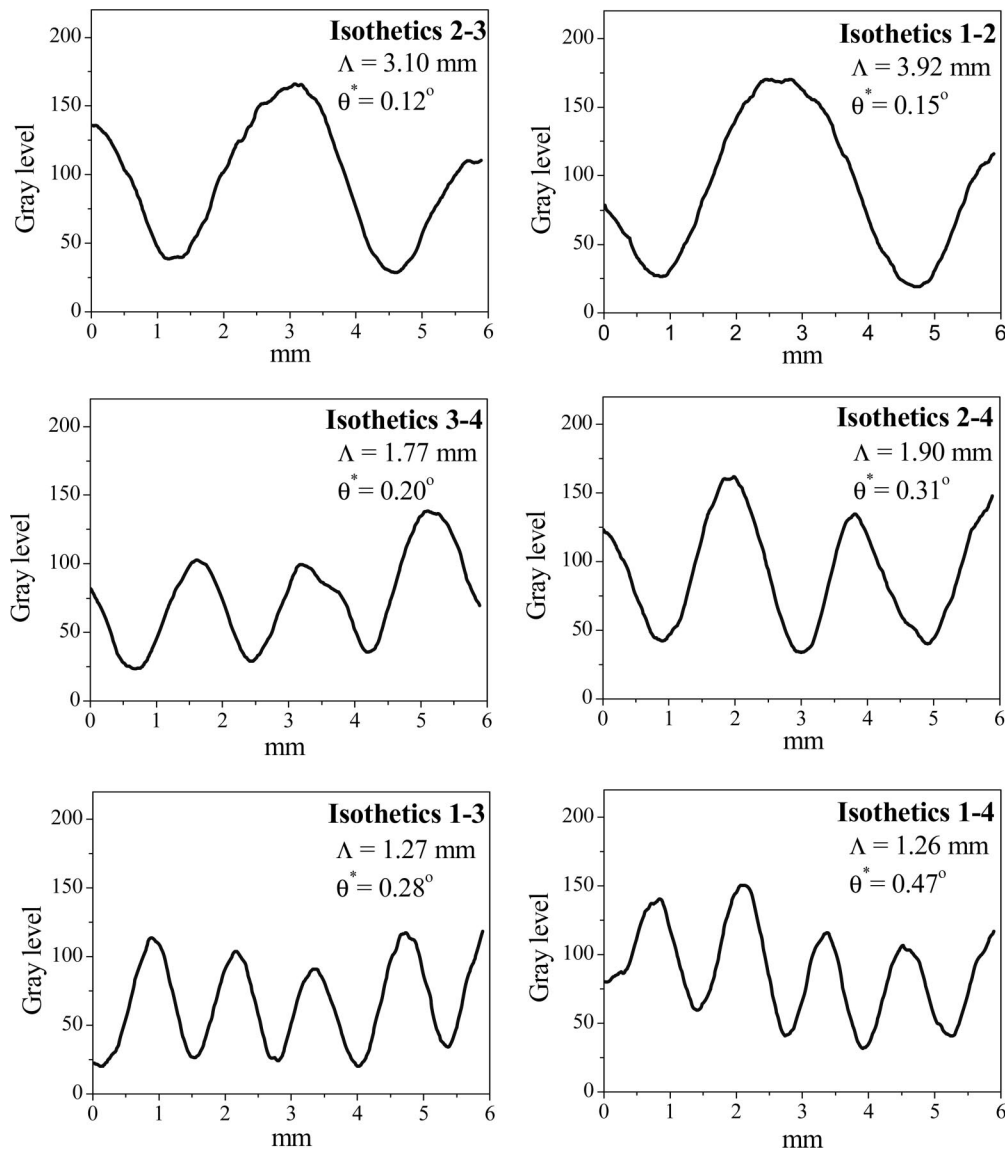 Isothetics 2-3
Λ = 3.10 mm
θ* = 0.12°
Gray level
200
150
100
50
0
0 1 2 3 4 5 6
mm
Isothetics 1-2
Λ = 3.92 mm
θ* = 0.15°
Gray level
200
150
100
50
0
0 1 2 3 4 5 6
mm
Isothetics 3-4
Λ = 1.77 mm
θ* = 0.20°
Gray level
200
150
100
50
0
0 1 2 3 4 5 6
mm
Isothetics 2-4
Λ = 1.90 mm
θ* = 0.31°
Gray level
200
150
100
50
0
0 1 2 3 4 5 6
mm
Isothetics 1-3
Λ = 1.27 mm
θ* = 0.28°
Gray level
200
150
100
50
0
0 1 2 3 4 5 6
mm
Isothetics 1-4
Λ = 1.26 mm
θ* = 0.47°
Gray level
200
150
100
50
0
0 1 2 3 4 5 6
mm